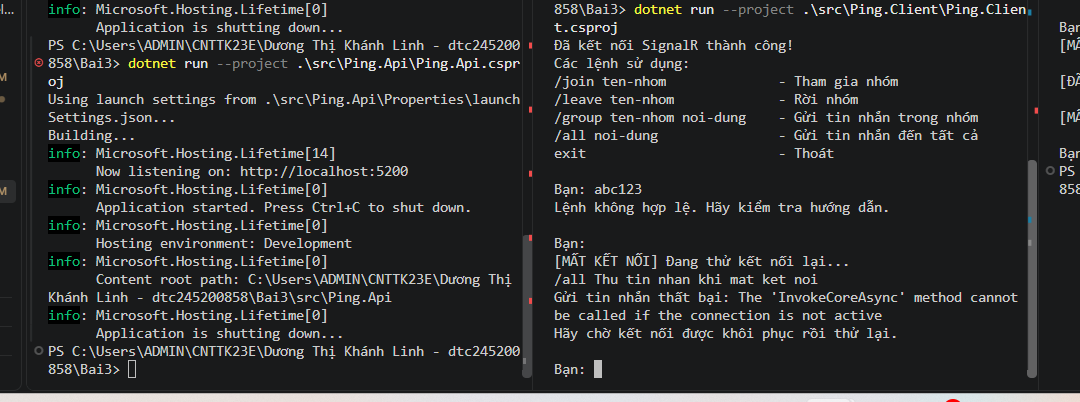 info: Microsoft.Hosting.Lifetime[0]
Application is shutting down...
PS C:\Users\ADMIN\CNTTK23E\Dương Thị Khánh Linh - dtc245200
858\Bai3> dotnet run --project .\src\Ping.Api\Ping.Api.cspr
oj
Using launch settings from .\src\Ping.Api\Properties\launch
Settings.json...
Building...
info: Microsoft.Hosting.Lifetime[14]
Now listening on: http://localhost:5200
info: Microsoft.Hosting.Lifetime[0]
Application started. Press Ctrl+C to shut down.
info: Microsoft.Hosting.Lifetime[0]
Hosting environment: Development
info: Microsoft.Hosting.Lifetime[0]
Content root path: C:\Users\ADMIN\CNTTK23E\Dương Thị
Khánh Linh - dtc245200858\Bai3\src\Ping.Api
info: Microsoft.Hosting.Lifetime[0]
Application is shutting down...
PS C:\Users\ADMIN\CNTTK23E\Dương Thị Khánh Linh - dtc245200
858\Bai3>
858\Bai3> dotnet run --project .\src\Ping.Client\Ping.Clien
t.csproj
Đã kết nối SignalR thành công!
Các lệnh sử dụng:
/join ten-nhom - Tham gia nhóm
/leave ten-nhom - Rời nhóm
/group ten-nhom noi-dung - Gửi tin nhắn trong nhóm
/all noi-dung - Gửi tin nhắn đến tất cả
exit - Thoát
Bạn: abc123
Lệnh không hợp lệ. Hãy kiểm tra hướng dẫn.
Bạn:
[MẤT KẾT NỐI] Đang thử kết nối lại...
/all Thu tin nhan khi mat ket noi
Gửi tin nhắn thất bại: The 'InvokeCoreAsync' method cannot
be called if the connection is not active
Hãy chờ kết nối được khôi phục rồi thử lại.
Bạn:
PS
858